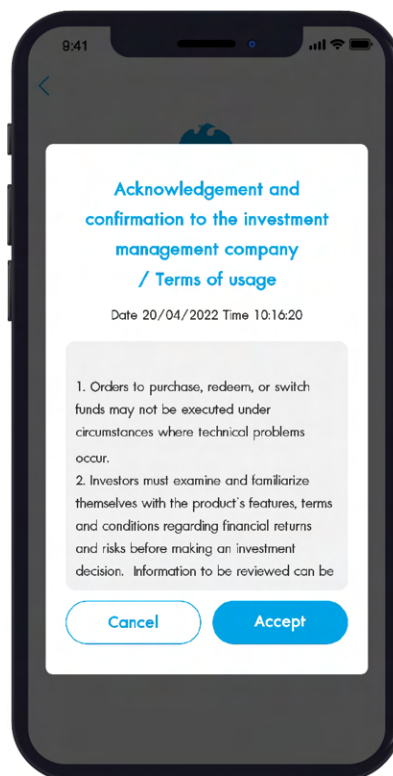 9:41
Acknowledgement and
confirmation to the investment
management company
/ Terms of usage
Date 20/04/2022 Time 10:16:20
1. Orders to purchase, redeem, or switch
funds may not be executed under
circumstances where technical problems
occur.
2. Investors must examine and familiarize
themselves with the product's features, terms
and conditions regarding financial returns
and risks before making an investment
decision. Information to be reviewed can be
Cancel
Accept